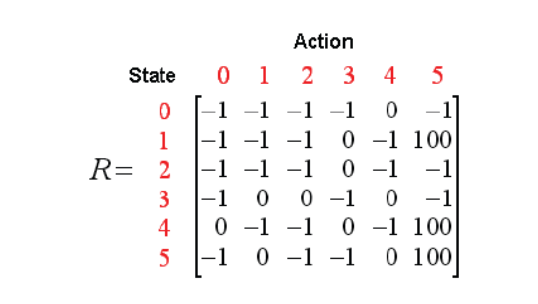 Action
State 0 1 2 3 4 5
0 -1 -1 -1 -1 0 -1
1 -1 -1 -1 0 -1 100
R= 2 -1 -1 -1 0 -1 -1
3 -1 0 0 -1 0 -1
4 0 -1 -1 0 -1 100
5 -1 0 -1 -1 0 100